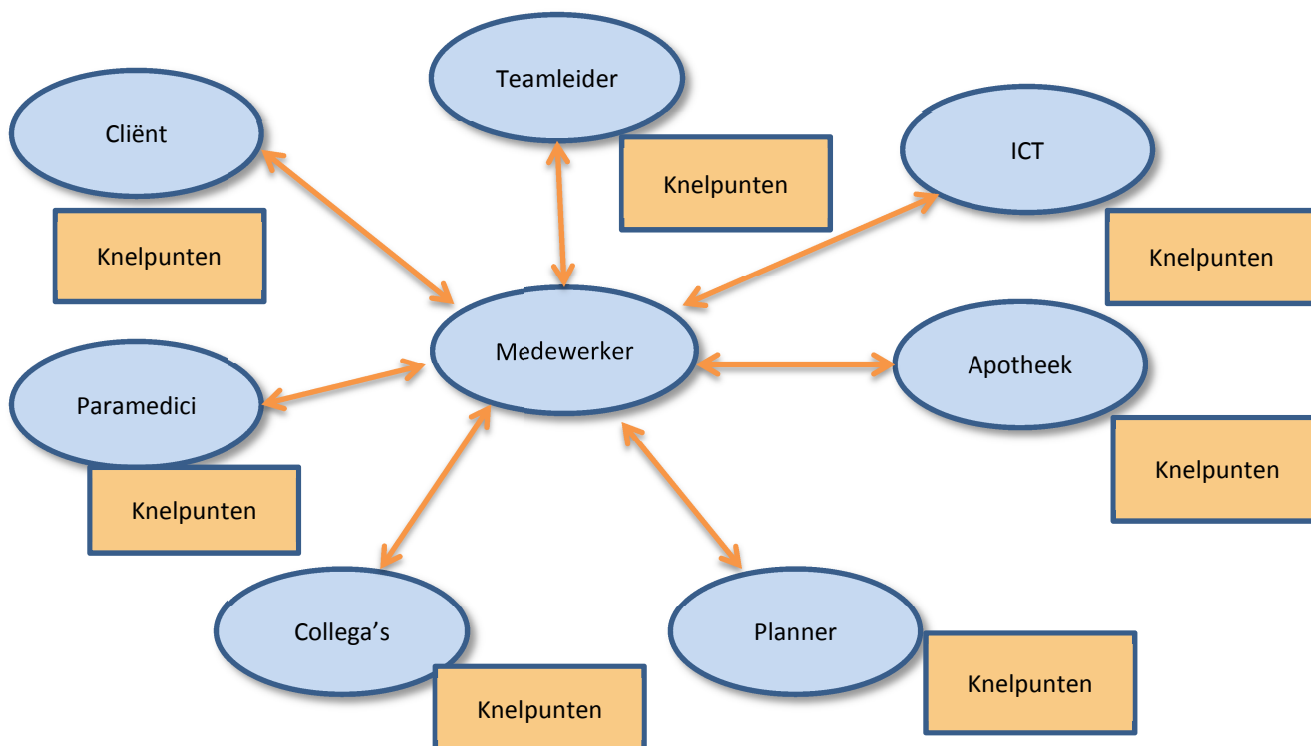 Teamleider
Cliënt
ICT
Knelpunten
Knelpunten
Knelpunten
Medewerker
Apotheek
Paramedici
Knelpunten
Knelpunten
Collega's
Planner
Knelpunten
Knelpunten